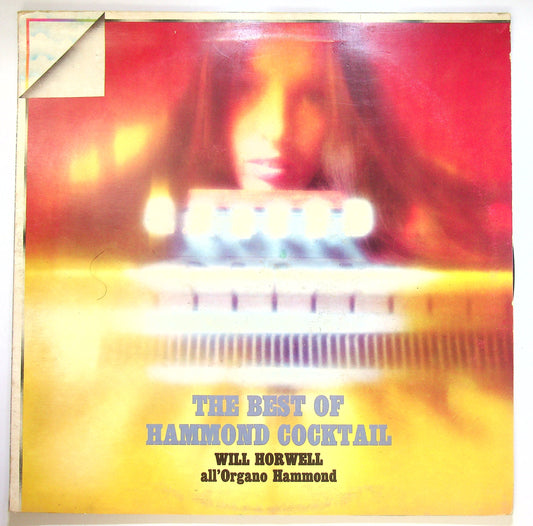 THE BEST OF
HAMMOND COCKTAIL
WILL HORWELL
all'Organo Hammond